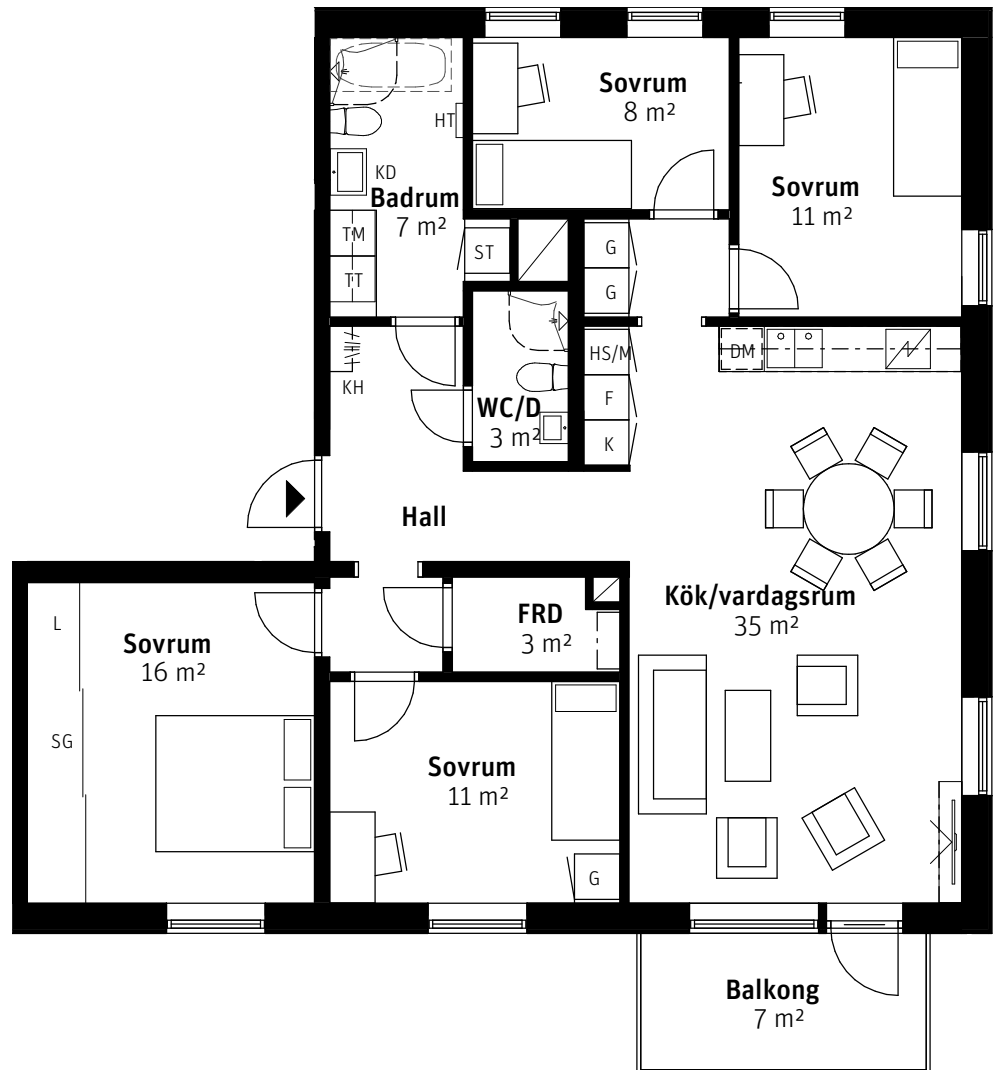 Sovrum
8 m²
HT
KD
Badrum
7 m²
Sovrum
11 m²
TM
ST
G
TT
G
KH
HS/M
DM
F
WC/D
3 m²
K
Hall
Kök/vardagsrum
35 m²
FRD
3 m²
L
Sovrum
16 m²
SG
Sovrum
11 m²
G
Balkong
7 m²